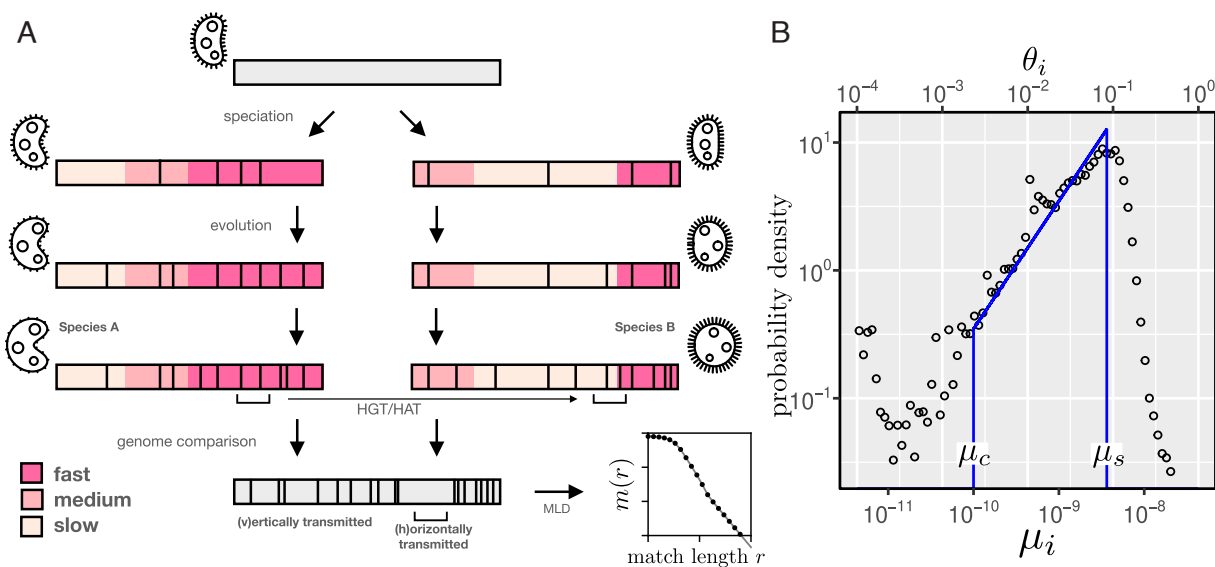 A
speciation
evolution
Species A
Species B
HGT/HAT
genome comparison
fast
medium
slow
(v)ertically transmitted
(h)orizontally
transmitted
MLD
m(r)
match length r
B
θᵢ
10⁻⁴ 10⁻³ 10⁻² 10⁻¹ 10⁰
probability density
10¹
10⁰
10⁻¹
μ_c
μ_s
10⁻¹¹ 10⁻¹⁰ 10⁻⁹ 10⁻⁸
μᵢ